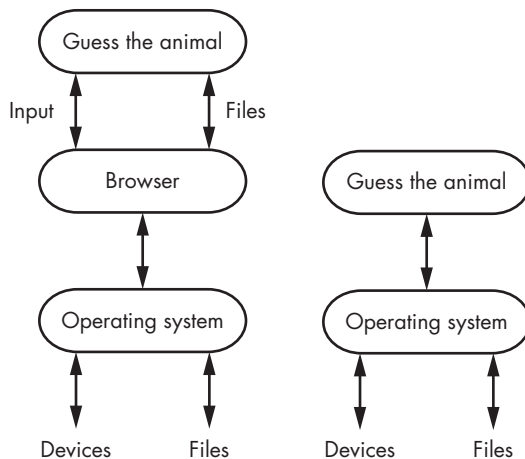 Guess the animal
Input
Files
Browser
Operating system
Devices
Files
Guess the animal
Operating system
Devices
Files